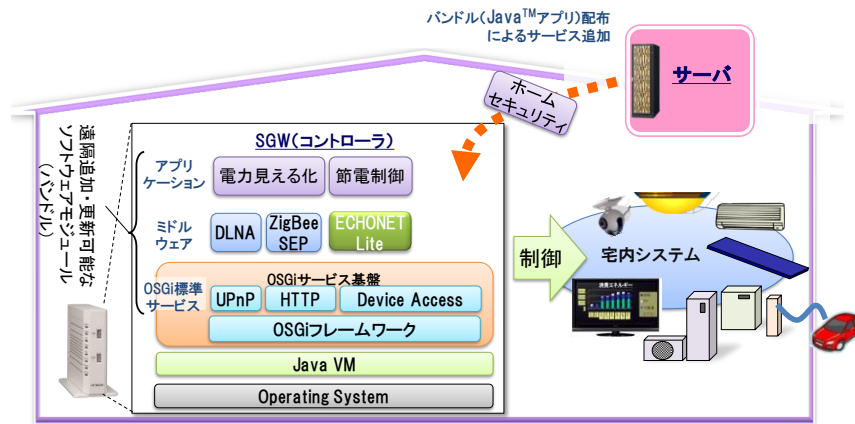 バンドル(Java™アプリ)配布
によるサービス追加
サーバ
ホーム
セキュリティ
遠隔追加・更新可能な
ソフトウェアモジュール
(バンドル)
SGW(コントローラ)
アプリ
ケーション
電力見える化
節電制御
ミドル
ウェア
DLNA
ZigBee
SEP
ECHONET
Lite
OSGi標準
サービス
OSGiサービス基盤
UPnP
HTTP
Device Access
OSGiフレームワーク
Java VM
Operating System
制御
宅内システム
消費エネルギー